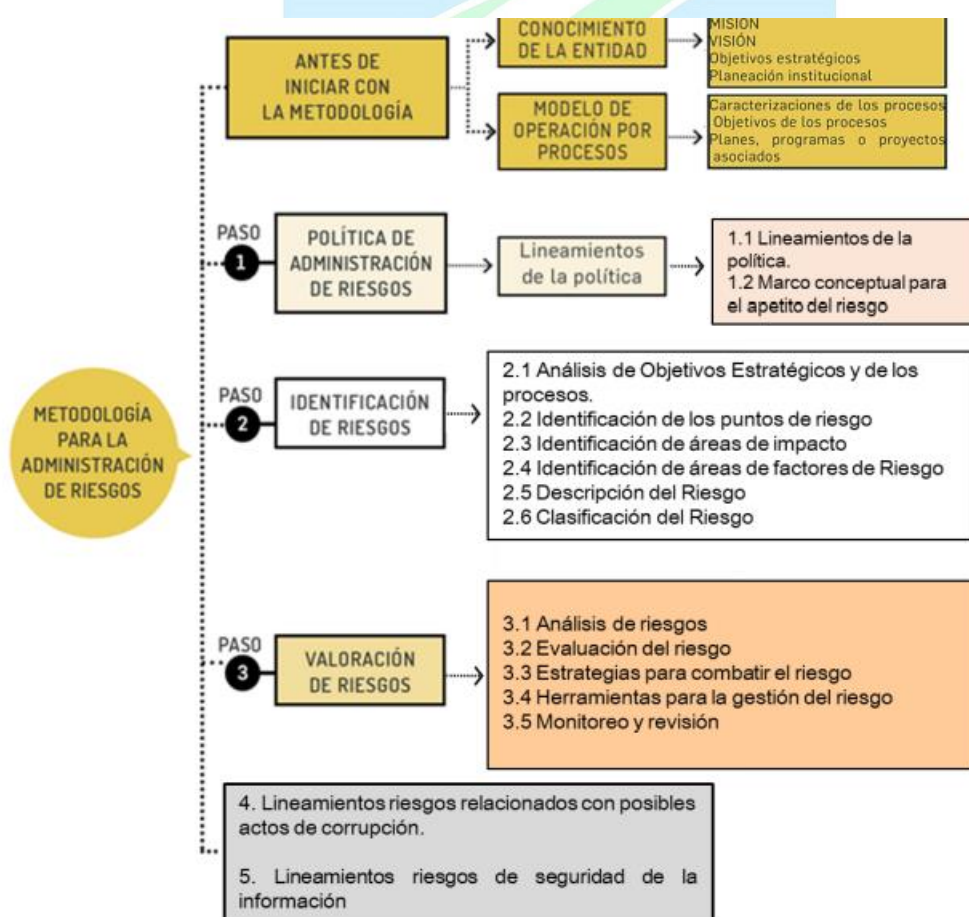 ANTES DE
INICIAR CON
LA METODOLOGÍA
CONOCIMIENTO
DE LA ENTIDAD
MISIÓN
VISIÓN
Objetivos estratégicos
Planeación institucional
MODELO DE
OPERACIÓN POR
PROCESOS
Caracterizaciones de los procesos
Objetivos de los procesos
Planes, programas o proyectos
asociados
METODOLOGÍA
PARA LA
ADMINISTRACIÓN
DE RIESGOS
PASO
1
POLÍTICA DE
ADMINISTRACIÓN
DE RIESGOS
Lineamientos
de la política
1.1 Lineamientos de la
política.
1.2 Marco conceptual para
el apetito del riesgo
PASO
2
IDENTIFICACIÓN
DE RIESGOS
2.1 Análisis de Objetivos Estratégicos y de los
procesos.
2.2 Identificación de los puntos de riesgo
2.3 Identificación de áreas de impacto
2.4 Identificación de áreas de factores de Riesgo
2.5 Descripción del Riesgo
2.6 Clasificación del Riesgo
PASO
3
VALORACIÓN
DE RIESGOS
3.1 Análisis de riesgos
3.2 Evaluación del riesgo
3.3 Estrategias para combatir el riesgo
3.4 Herramientas para la gestión del riesgo
3.5 Monitoreo y revisión
4. Lineamientos riesgos relacionados con posibles
actos de corrupción.
5. Lineamientos riesgos de seguridad de la
información